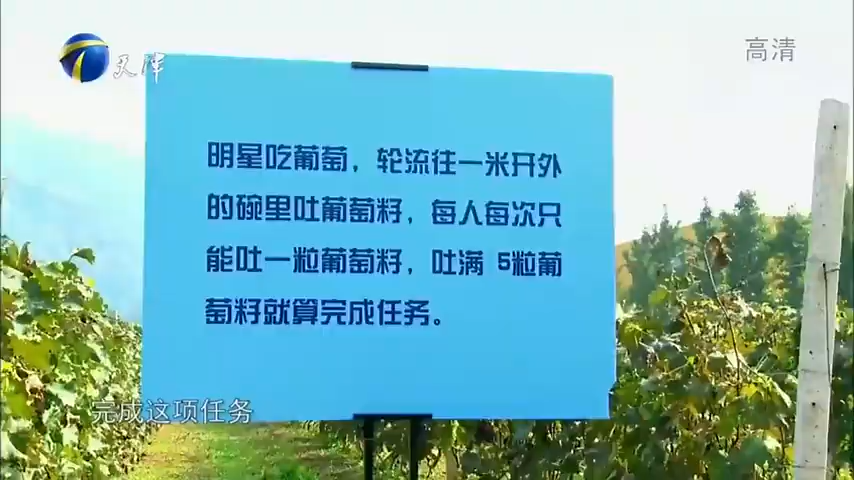 天津
高清
明星吃葡萄，轮流往一米开外
的碗里吐葡萄籽，每人每次只
能吐一粒葡萄籽，吐满 5粒葡
萄籽就算完成任务。
完成这项任务